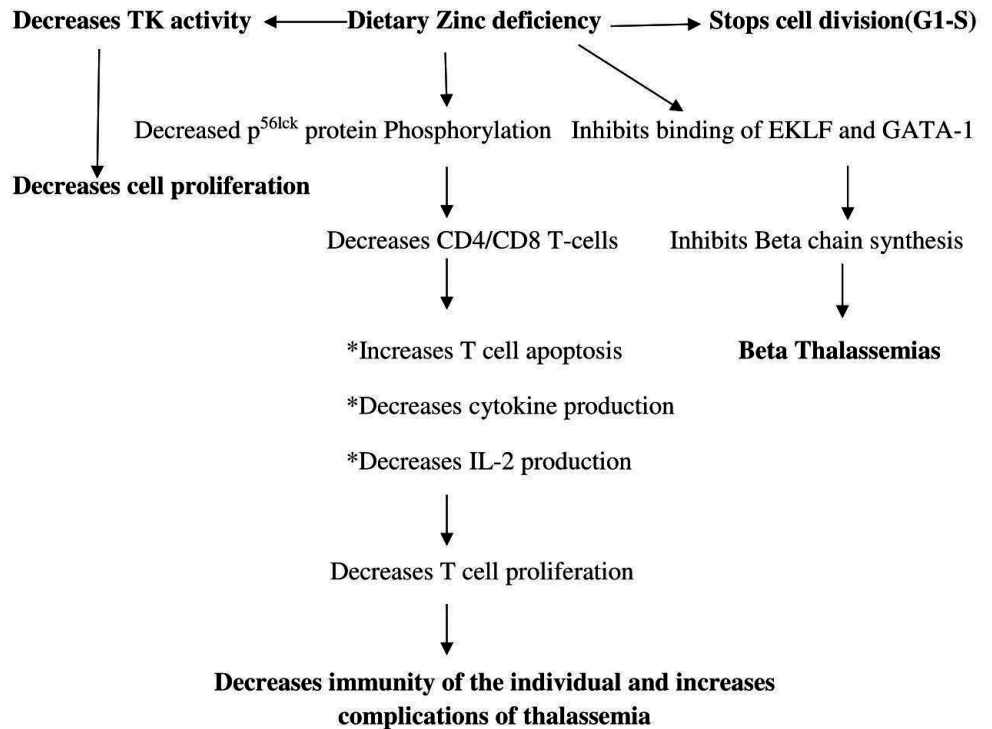 Decreases TK activity
Dietary Zinc deficiency
Stops cell division(G1-S)
Decreased p56lck protein Phosphorylation
Inhibits binding of EKLF and GATA-1
Decreases cell proliferation
Decreases CD4/CD8 T-cells
Inhibits Beta chain synthesis
*Increases T cell apoptosis
Beta Thalassemias
*Decreases cytokine production
*Decreases IL-2 production
Decreases T cell proliferation
Decreases immunity of the individual and increases
complications of thalassemia